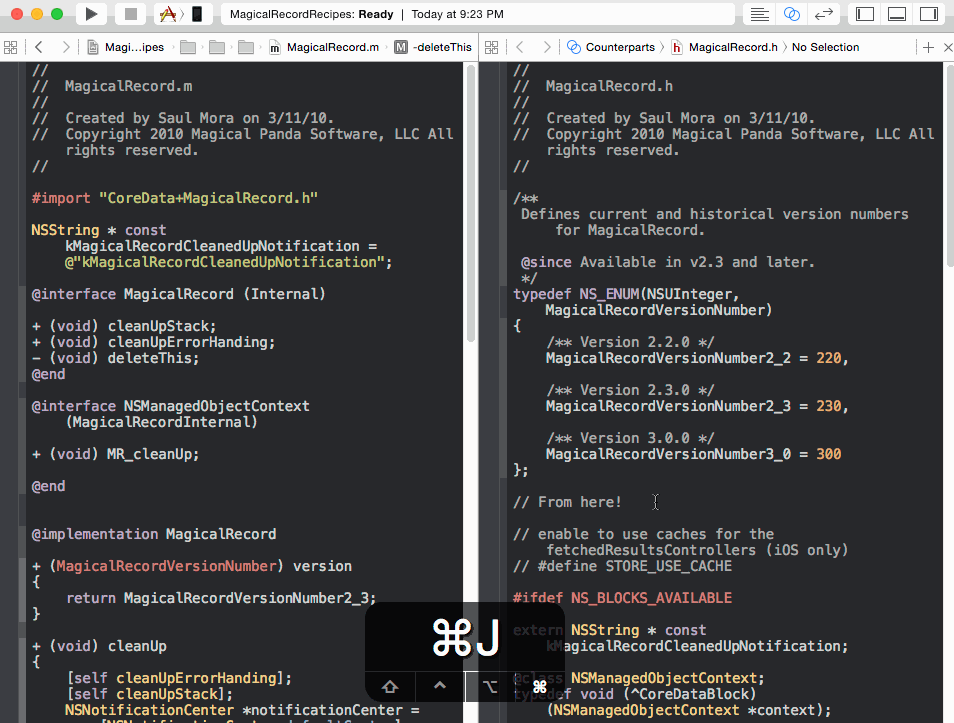 MagicalRecordRecipes: Ready | Today at 9:23 PM
Magi...ipes
MagicalRecord.m
M -deleteThis
Counterparts
MagicalRecord.h
No Selection
//
// MagicalRecord.m
//
// Created by Saul Mora on 3/11/10.
// Copyright 2010 Magical Panda Software, LLC All
rights reserved.
//
#import "CoreData+MagicalRecord.h"
NSString * const
kMagicalRecordCleanedUpNotification =
@"kMagicalRecordCleanedUpNotification";
@interface MagicalRecord (Internal)
+ (void) cleanUpStack;
+ (void) cleanUpErrorHanding;
- (void) deleteThis;
@end
@interface NSManagedObjectContext
(MagicalRecordInternal)
+ (void) MR_cleanUp;
@end
@implementation MagicalRecord
+ (MagicalRecordVersionNumber) version
{
return MagicalRecordVersionNumber2_3;
}
+ (void) cleanUp
{
[self cleanUpErrorHanding];
[self cleanUpStack];
NSNotificationCenter *notificationCenter =
//
// MagicalRecord.h
//
// Created by Saul Mora on 3/11/10.
// Copyright 2010 Magical Panda Software, LLC All
rights reserved.
//
/**
Defines current and historical version numbers
for MagicalRecord.
@since Available in v2.3 and later.
*/
typedef NS_ENUM(NSUInteger,
MagicalRecordVersionNumber)
{
/** Version 2.2.0 */
MagicalRecordVersionNumber2_2 = 220,
/** Version 2.3.0 */
MagicalRecordVersionNumber2_3 = 230,
/** Version 3.0.0 */
MagicalRecordVersionNumber3_0 = 300
};
// From here!
// enable to use caches for the
fetchedResultsControllers (iOS only)
// #define STORE_USE_CACHE
#ifdef NS_BLOCKS_AVAILABLE
extern NSString * const
kMagicalRecordCleanedUpNotification;
@class NSManagedObjectContext;
typedef void (^CoreDataBlock)
(NSManagedObjectContext *context);
⌘J
⇧ ⌃ ⌥ ⌘